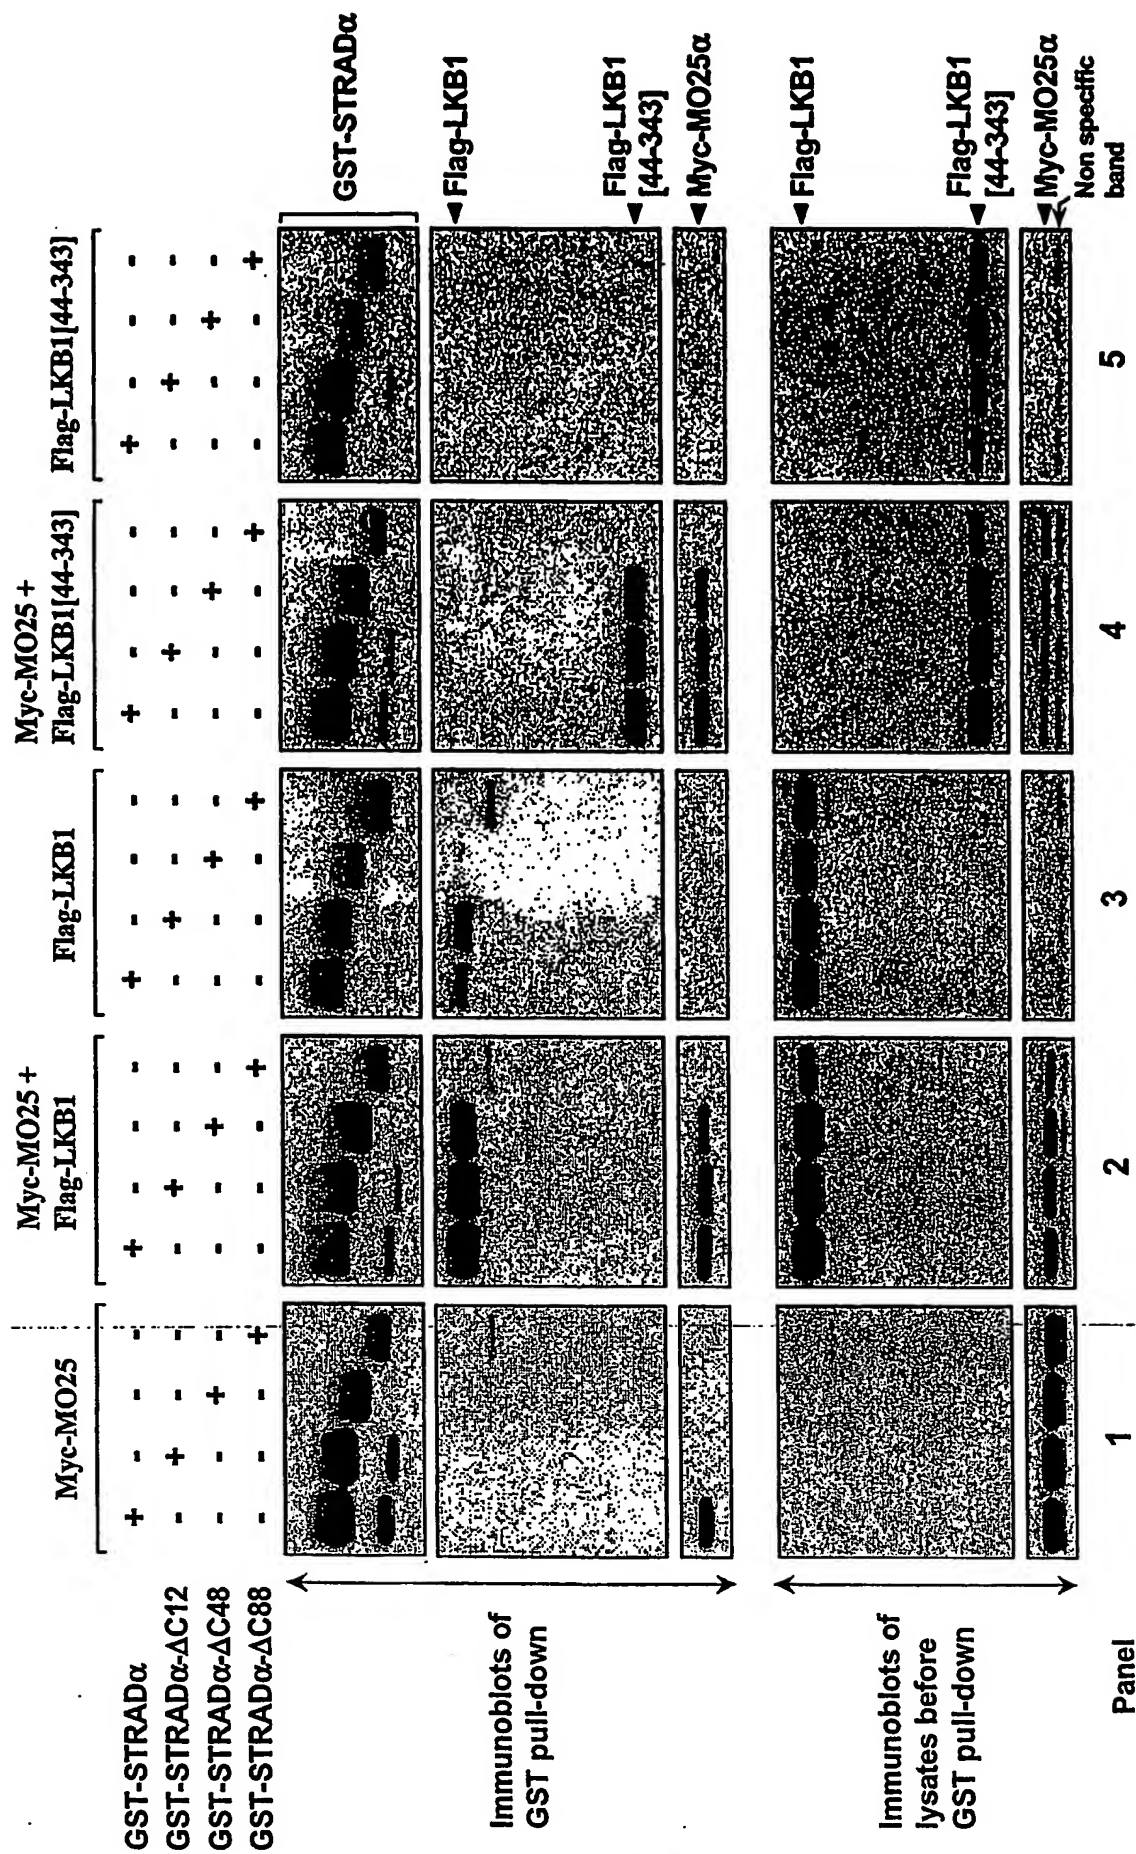 Myc-MO25
Myc-MO25 +
Flag-LKB1
Flag-LKB1
Myc-MO25 +
Flag-LKB1[44-343]
Flag-LKB1[44-343]
GST-STRADα + - - - + - - - + - - - + - - - + - - -
GST-STRADα-ΔC12 - + - - - + - - - + - - - + - - - + - -
GST-STRADα-ΔC48 - - + - - - + - - - + - - - + - - - + -
GST-STRADα-ΔC88 - - - + - - - + - - - + - - - + - - - +
GST-STRADα
Immunoblots of
GST pull-down
Flag-LKB1
Flag-LKB1
[44-343]
Myc-MO25α
Immunoblots of
lysates before
GST pull-down
Flag-LKB1
Flag-LKB1
[44-343]
Myc-MO25α
Non specific
band
Panel 1 2 3 4 5